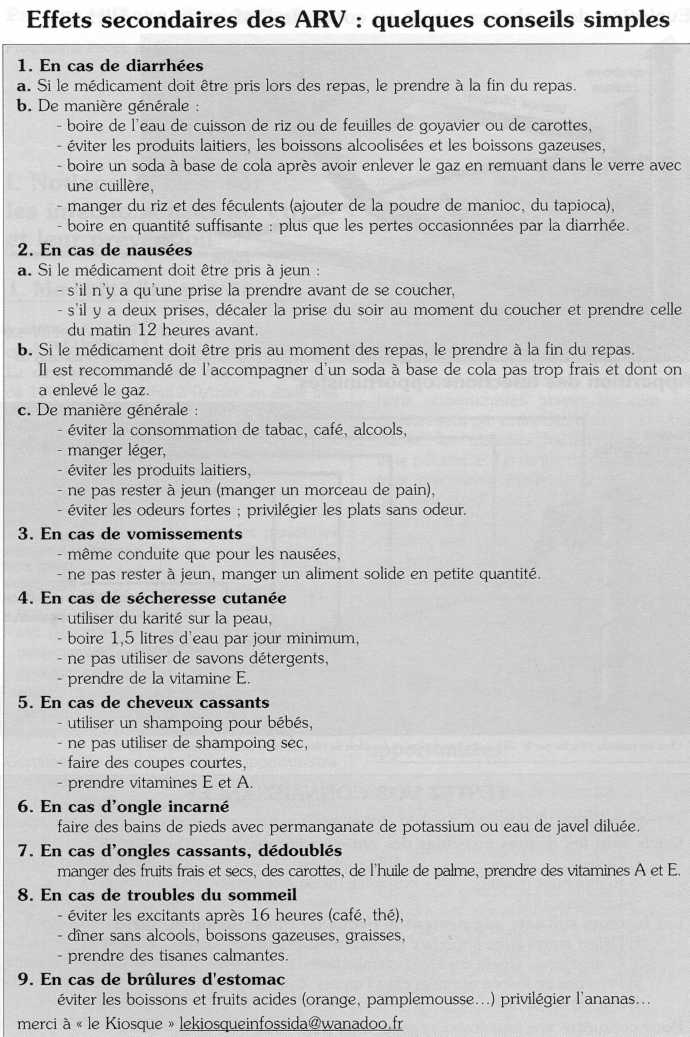 Effets secondaires des ARV : quelques conseils simples
1. En cas de diarrhées
a. Si le médicament doit être pris lors des repas, le prendre à la fin du repas.
b. De manière générale :
- boire de l'eau de cuisson de riz ou de feuilles de goyavier ou de carottes,
- éviter les produits laitiers, les boissons alcoolisées et les boissons gazeuses,
- boire un soda à base de cola après avoir enlever le gaz en remuant dans le verre avec
une cuillère,
- manger du riz et des féculents (ajouter de la poudre de manioc, du tapioca),
- boire en quantité suffisante : plus que les pertes occasionnées par la diarrhée.
2. En cas de nausées
a. Si le médicament doit être pris à jeun :
- s'il n'y a qu'une prise la prendre avant de se coucher,
- s'il y a deux prises, décaler la prise du soir au moment du coucher et prendre celle
du matin 12 heures avant.
b. Si le médicament doit être pris au moment des repas, le prendre à la fin du repas.
Il est recommandé de l'accompagner d'un soda à base de cola pas trop frais et dont on
a enlevé le gaz.
c. De manière générale :
- éviter la consommation de tabac, café, alcools,
- manger léger,
- éviter les produits laitiers,
- ne pas rester à jeun (manger un morceau de pain),
- éviter les odeurs fortes ; privilégier les plats sans odeur.
3. En cas de vomissements
- même conduite que pour les nausées,
- ne pas rester à jeun, manger un aliment solide en petite quantité.
4. En cas de sécheresse cutanée
- utiliser du karité sur la peau,
- boire 1,5 litres d'eau par jour minimum,
- ne pas utiliser de savons détergents,
- prendre de la vitamine E.
5. En cas de cheveux cassants
- utiliser un shampoing pour bébés,
- ne pas utiliser de shampoing sec,
- faire des coupes courtes,
- prendre vitamines E et A.
6. En cas d'ongle incarné
faire des bains de pieds avec permanganate de potassium ou eau de javel diluée.
7. En cas d'ongles cassants, dédoublés
manger des fruits frais et secs, des carottes, de l'huile de palme, prendre des vitamines A et E.
8. En cas de troubles du sommeil
- éviter les excitants après 16 heures (café, thé),
- dîner sans alcools, boissons gazeuses, graisses,
- prendre des tisanes calmantes.
9. En cas de brûlures d'estomac
éviter les boissons et fruits acides (orange, pamplemousse...) privilégier l'ananas...
merci à « le Kiosque » lekiosqueinfossida@wanadoo.fr